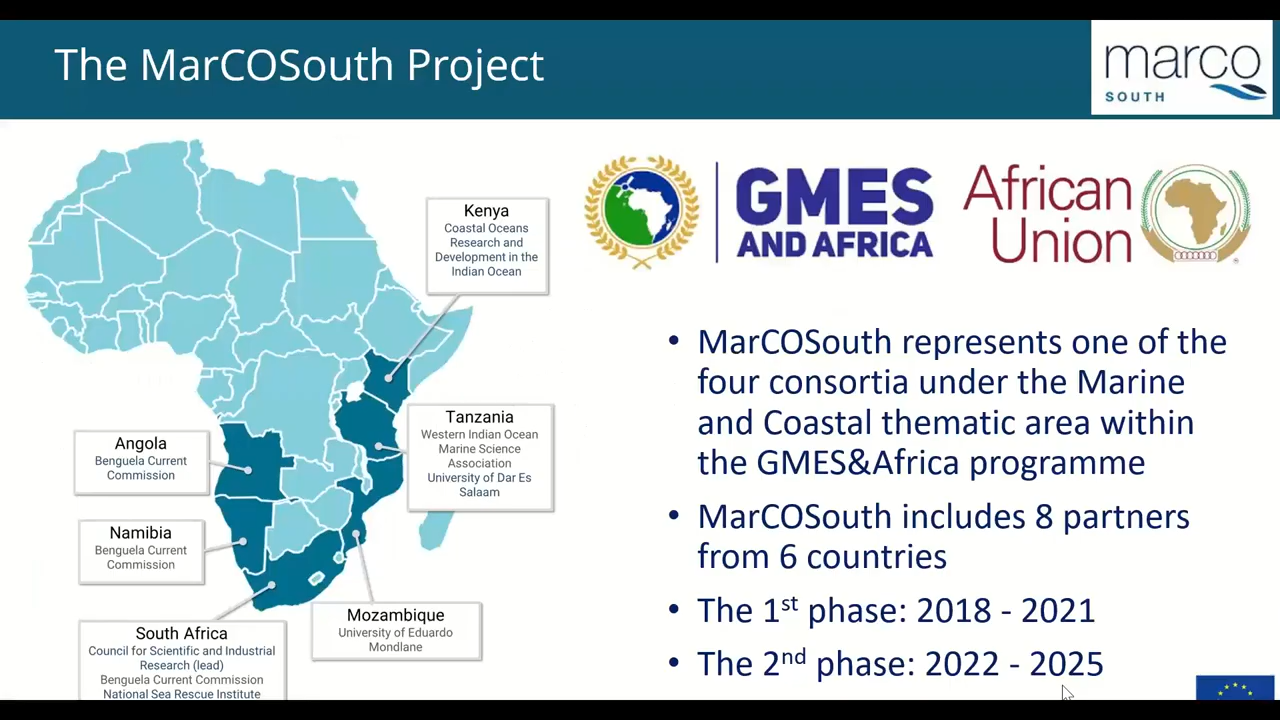 The MarCOSouth Project
marco
SOUTH
GMES
AND AFRICA
African
Union
Kenya
Coastal Oceans
Research and
Development in the
Indian Ocean
Tanzania
Western Indian Ocean
Marine Science
Association
University of Dar Es
Salaam
Angola
Benguela Current
Commission
Namibia
Benguela Current
Commission
South Africa
Council for Scientific and Industrial
Research (lead)
Benguela Current Commission
National Sea Rescue Institute
Mozambique
University of Eduardo
Mondlane
• MarCOSouth represents one of the
four consortia under the Marine
and Coastal thematic area within
the GMES&Africa programme
• MarCOSouth includes 8 partners
from 6 countries
• The 1st phase: 2018 - 2021
• The 2nd phase: 2022 - 2025